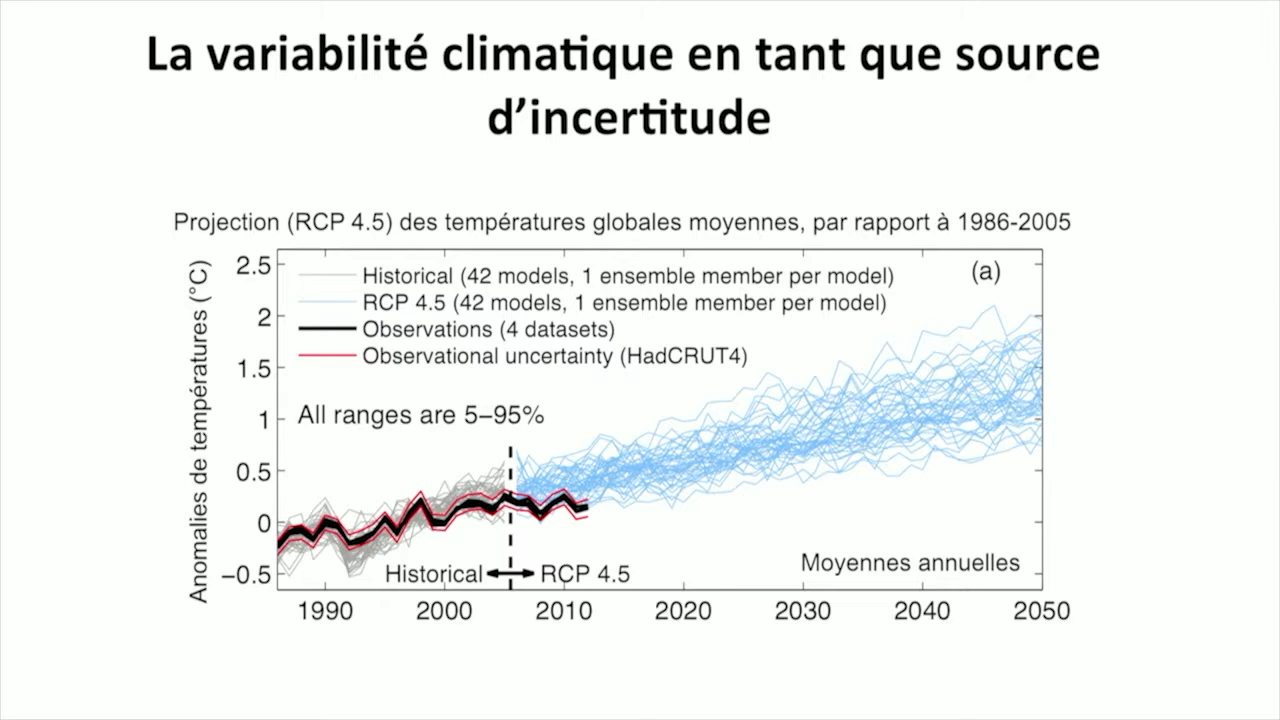 La variabilité climatique en tant que source
d’incertitude
Projection (RCP 4.5) des températures globales moyennes, par rapport à 1986-2005
Anomalies de températures (°C)
2.5
2
1.5
1
0.5
0
−0.5
(a)
Historical (42 models, 1 ensemble member per model)
RCP 4.5 (42 models, 1 ensemble member per model)
Observations (4 datasets)
Observational uncertainty (HadCRUT4)
All ranges are 5–95%
Moyennes annuelles
Historical
RCP 4.5
1990
2000
2010
2020
2030
2040
2050